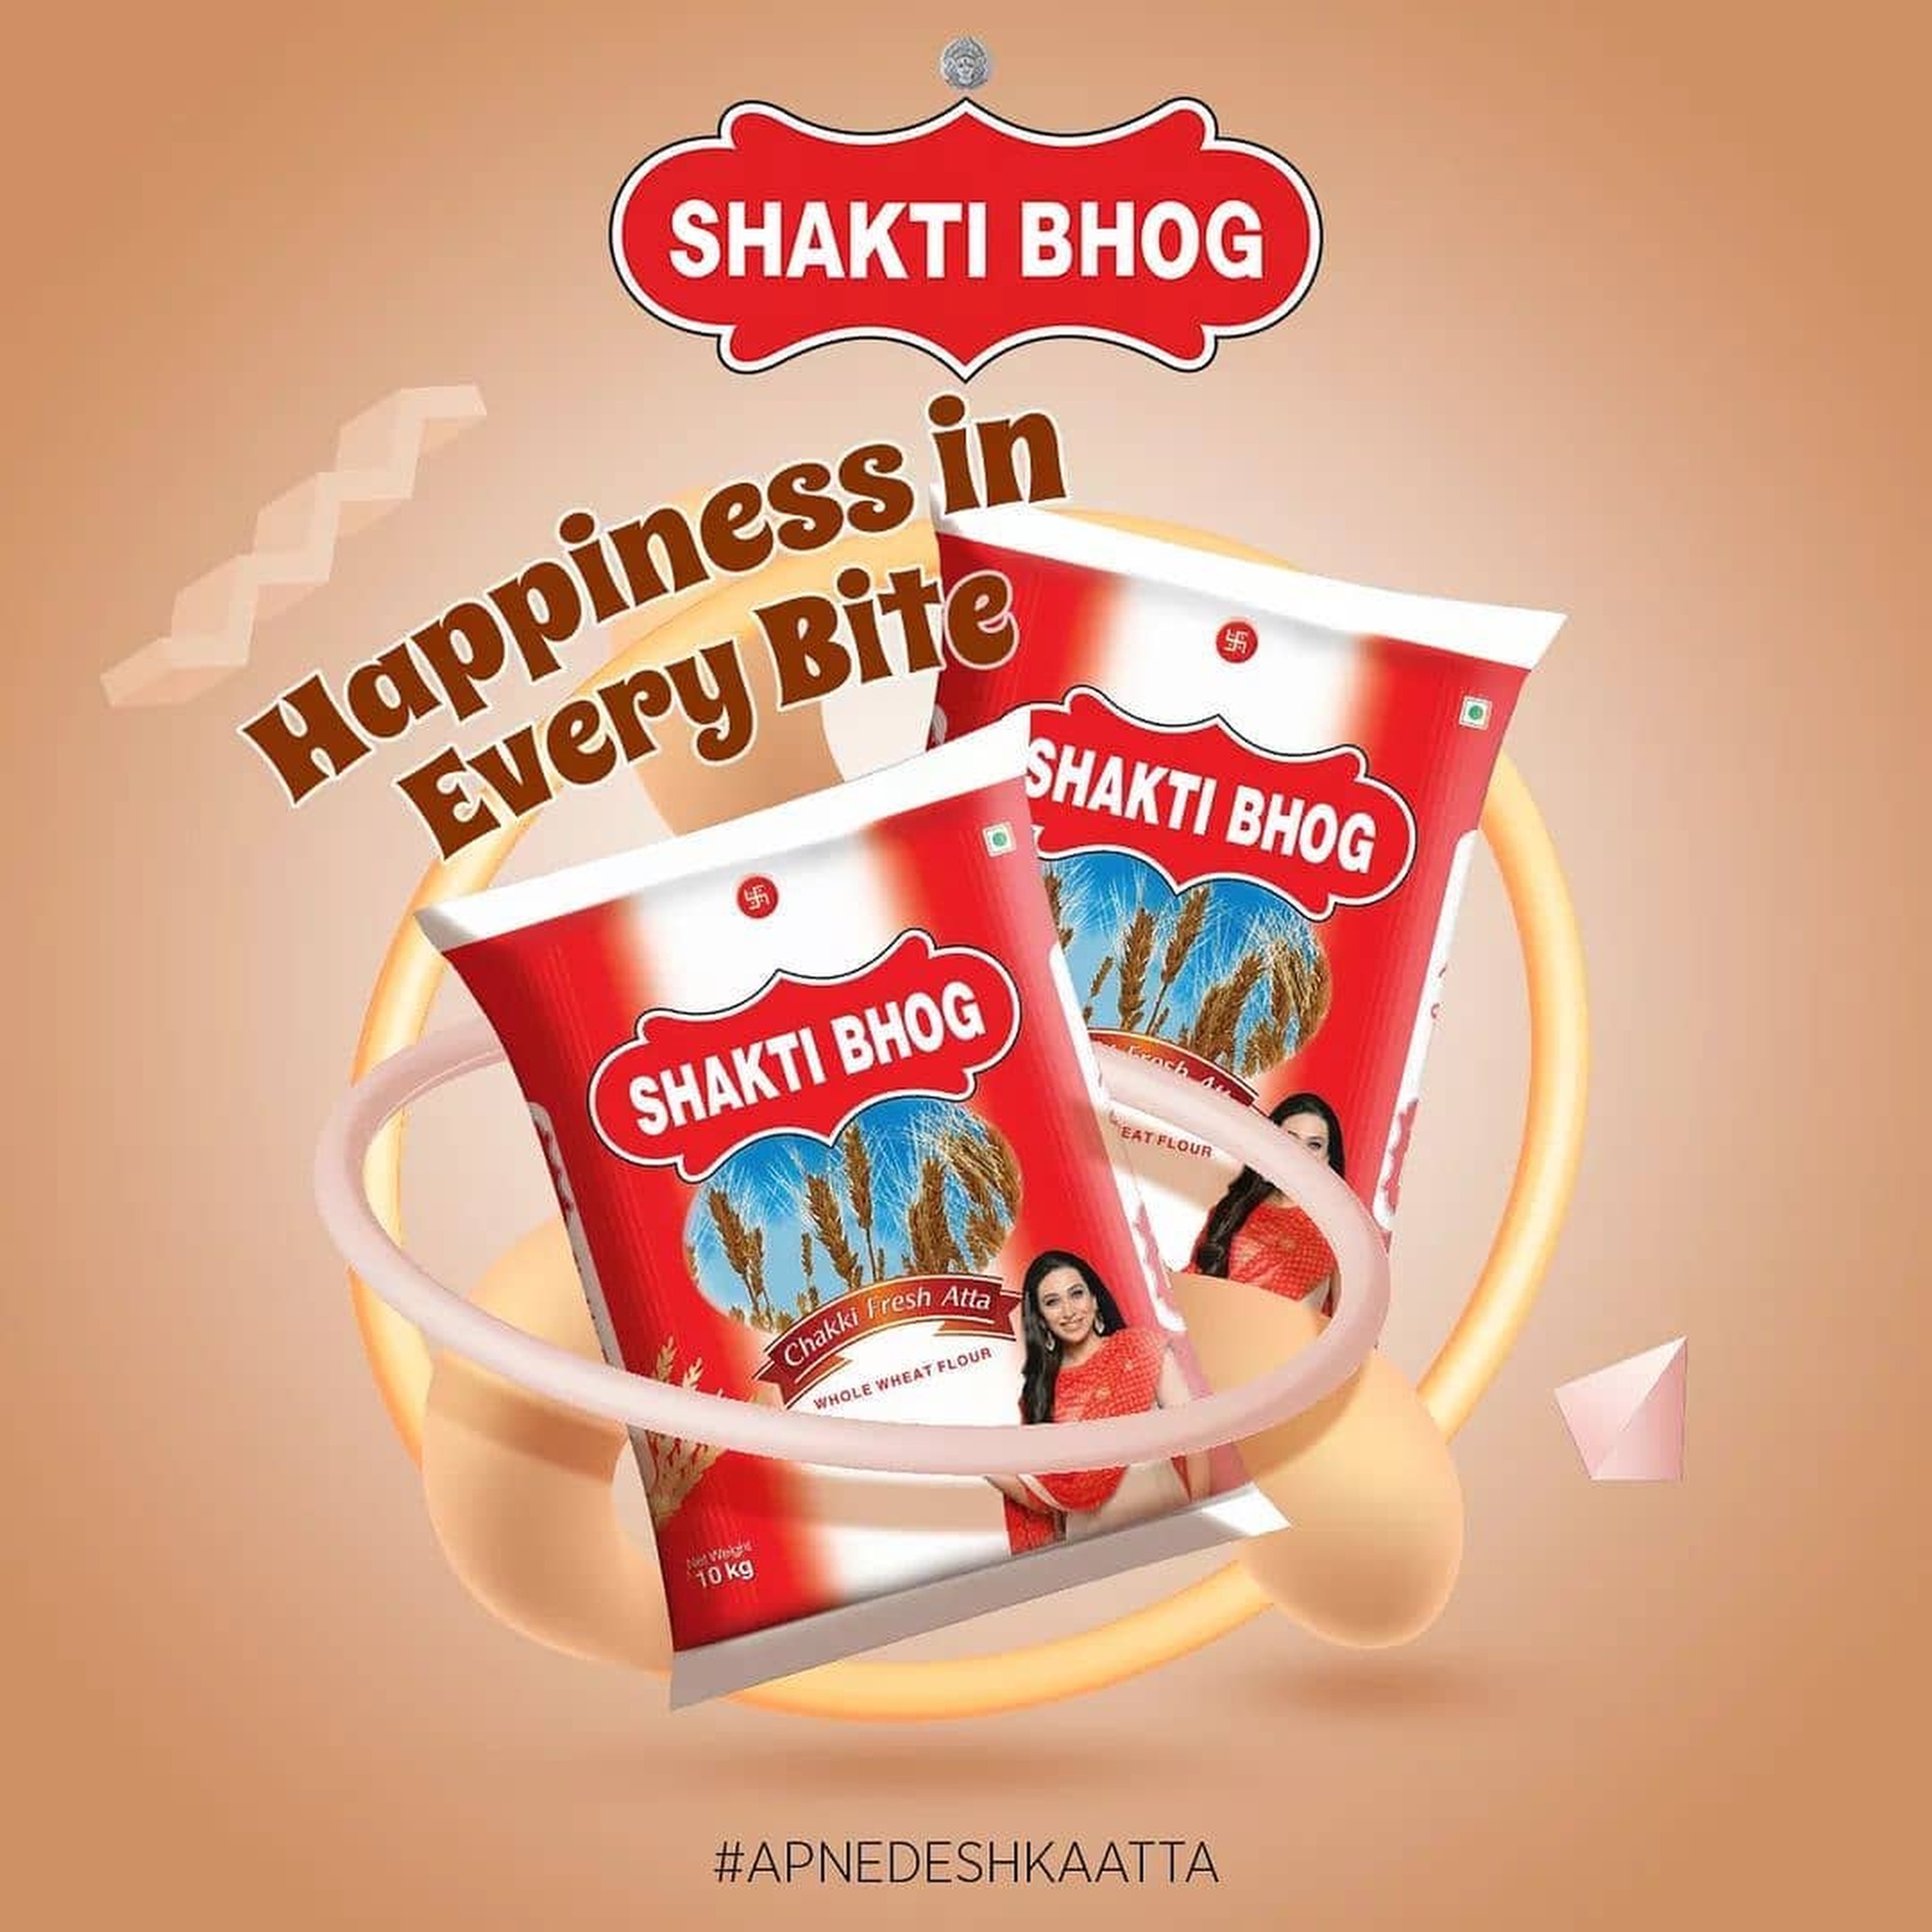 SHAKTI BHOG
Happiness in
Every Bite
SHAKTI BHOG
Fresh
EAT FLOUR
SHAKTI BHOG
Chakki Fresh Atta
WHOLE WHEAT FLOUR
Net Weight
10 kg
#APNEDESHKAATTA